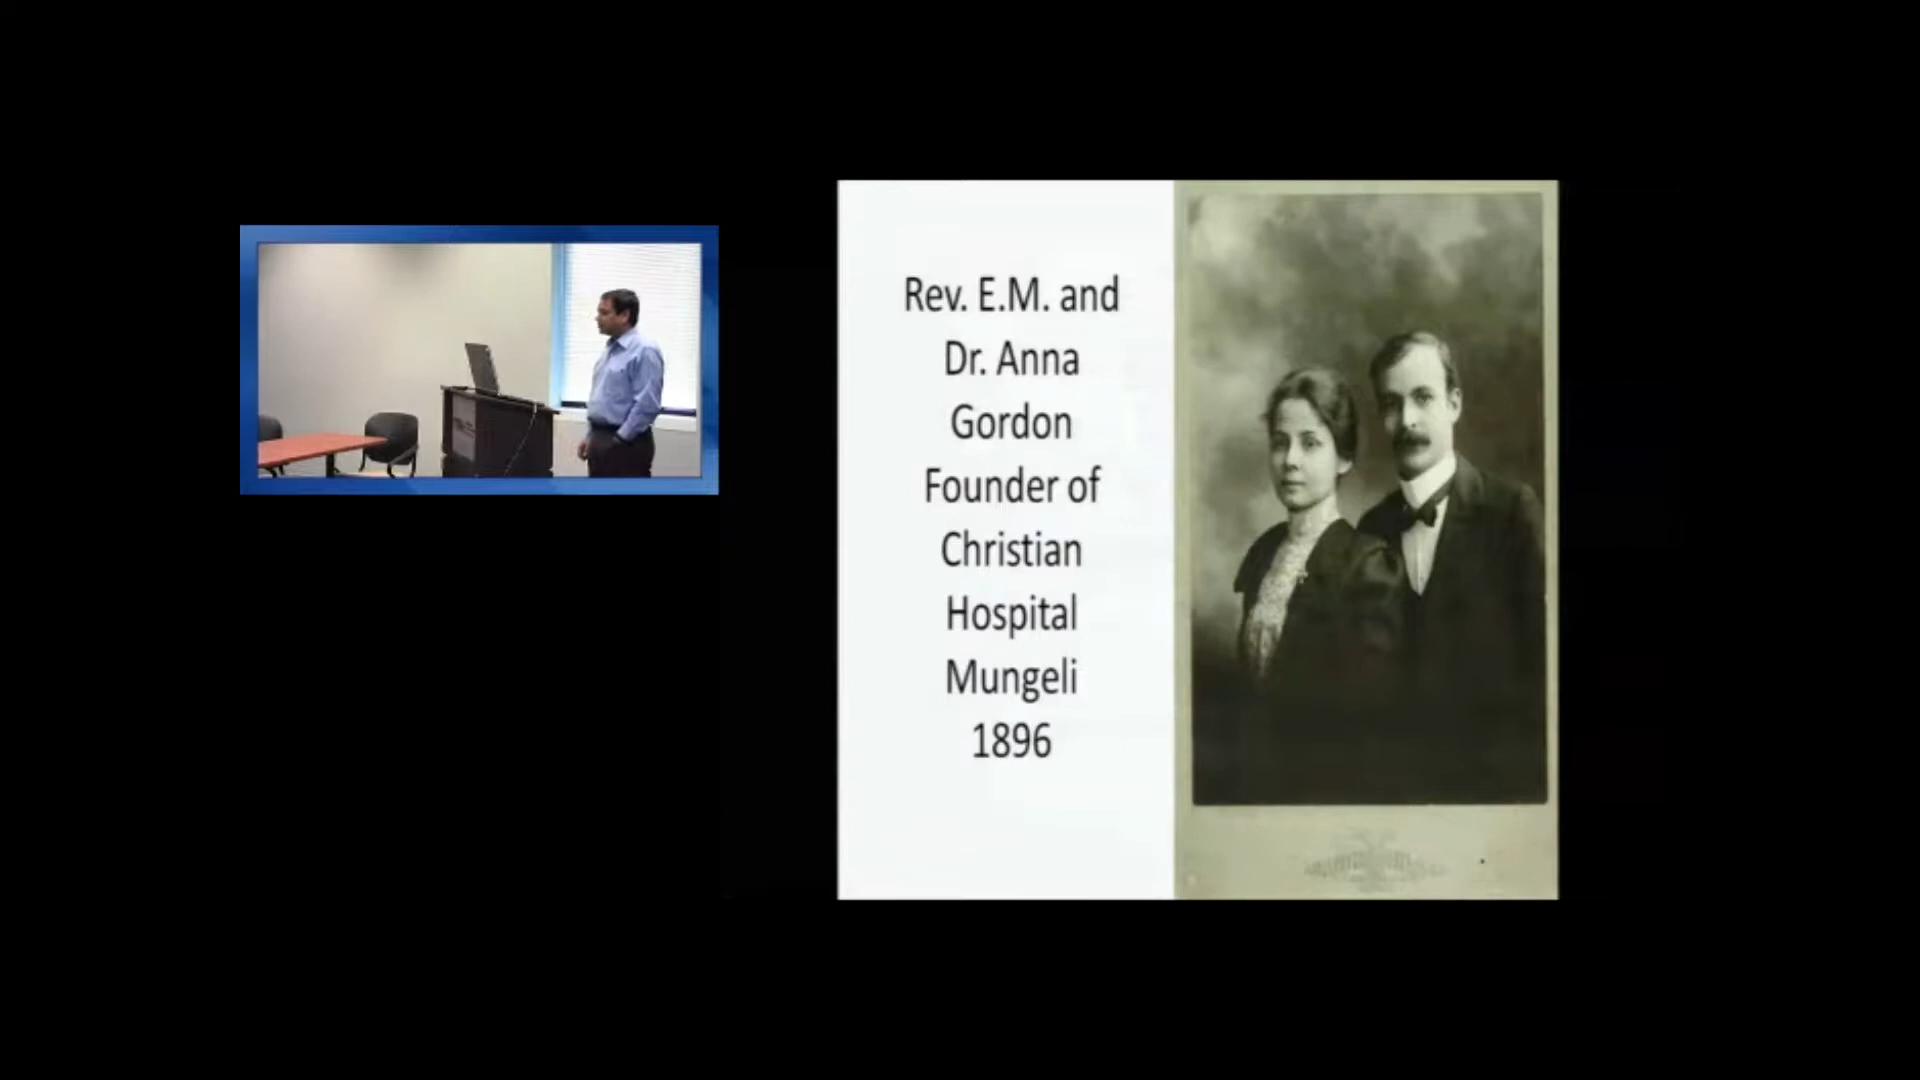 Rev. E.M. and
Dr. Anna
Gordon
Founder of
Christian
Hospital
Mungeli
1896